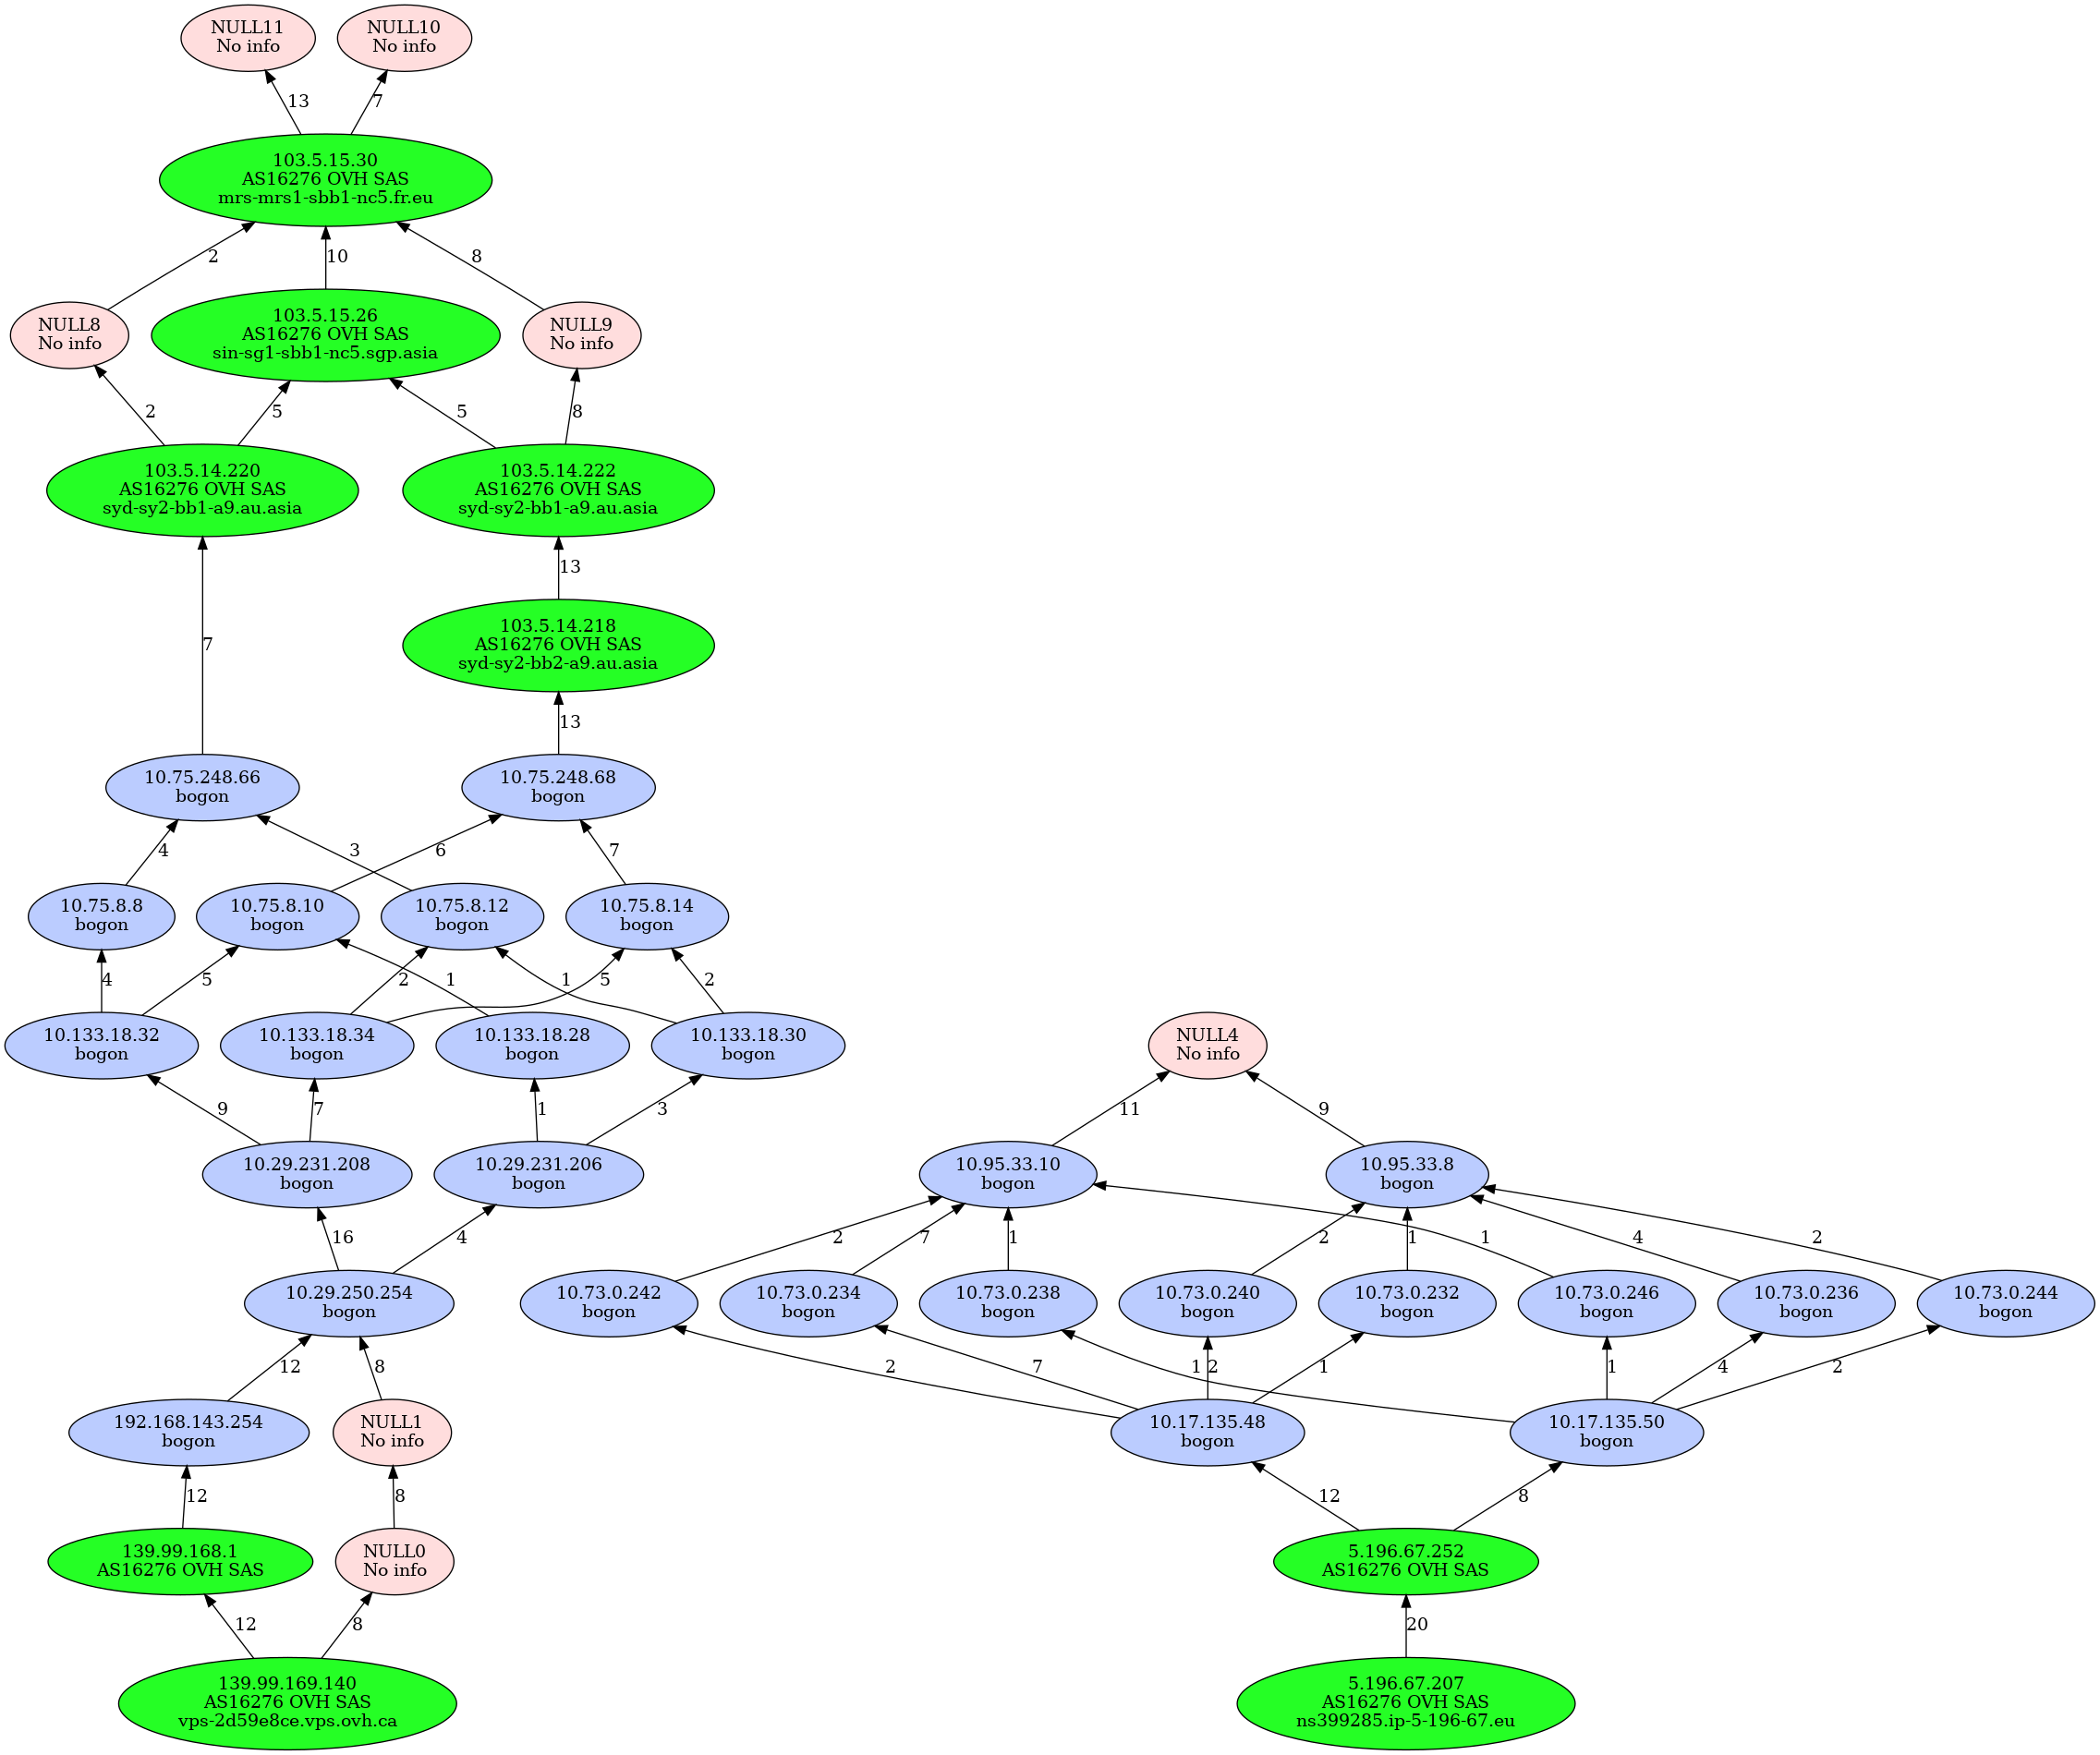 NULL11
No info
NULL10
No info
13
7
103.5.15.30
AS16276 OVH SAS
mrs-mrs1-sbb1-nc5.fr.eu
2
10
8
NULL8
No info
103.5.15.26
AS16276 OVH SAS
sin-sg1-sbb1-nc5.sgp.asia
NULL9
No info
2
5
5
8
103.5.14.220
AS16276 OVH SAS
syd-sy2-bb1-a9.au.asia
103.5.14.222
AS16276 OVH SAS
syd-sy2-bb1-a9.au.asia
13
7
103.5.14.218
AS16276 OVH SAS
syd-sy2-bb2-a9.au.asia
13
10.75.248.66
bogon
10.75.248.68
bogon
4
3
6
7
10.75.8.8
bogon
10.75.8.10
bogon
10.75.8.12
bogon
10.75.8.14
bogon
4
5
2
1
1
5
2
10.133.18.32
bogon
10.133.18.34
bogon
10.133.18.28
bogon
10.133.18.30
bogon
NULL4
No info
9
7
1
3
11
9
10.29.231.208
bogon
10.29.231.206
bogon
10.95.33.10
bogon
10.95.33.8
bogon
16
4
2
7
1
2
1
1
4
2
10.29.250.254
bogon
10.73.0.242
bogon
10.73.0.234
bogon
10.73.0.238
bogon
10.73.0.240
bogon
10.73.0.232
bogon
10.73.0.246
bogon
10.73.0.236
bogon
10.73.0.244
bogon
12
8
2
7
1
2
1
1
4
2
192.168.143.254
bogon
NULL1
No info
10.17.135.48
bogon
10.17.135.50
bogon
12
8
12
8
139.99.168.1
AS16276 OVH SAS
NULL0
No info
5.196.67.252
AS16276 OVH SAS
12
8
20
139.99.169.140
AS16276 OVH SAS
vps-2d59e8ce.vps.ovh.ca
5.196.67.207
AS16276 OVH SAS
ns399285.ip-5-196-67.eu